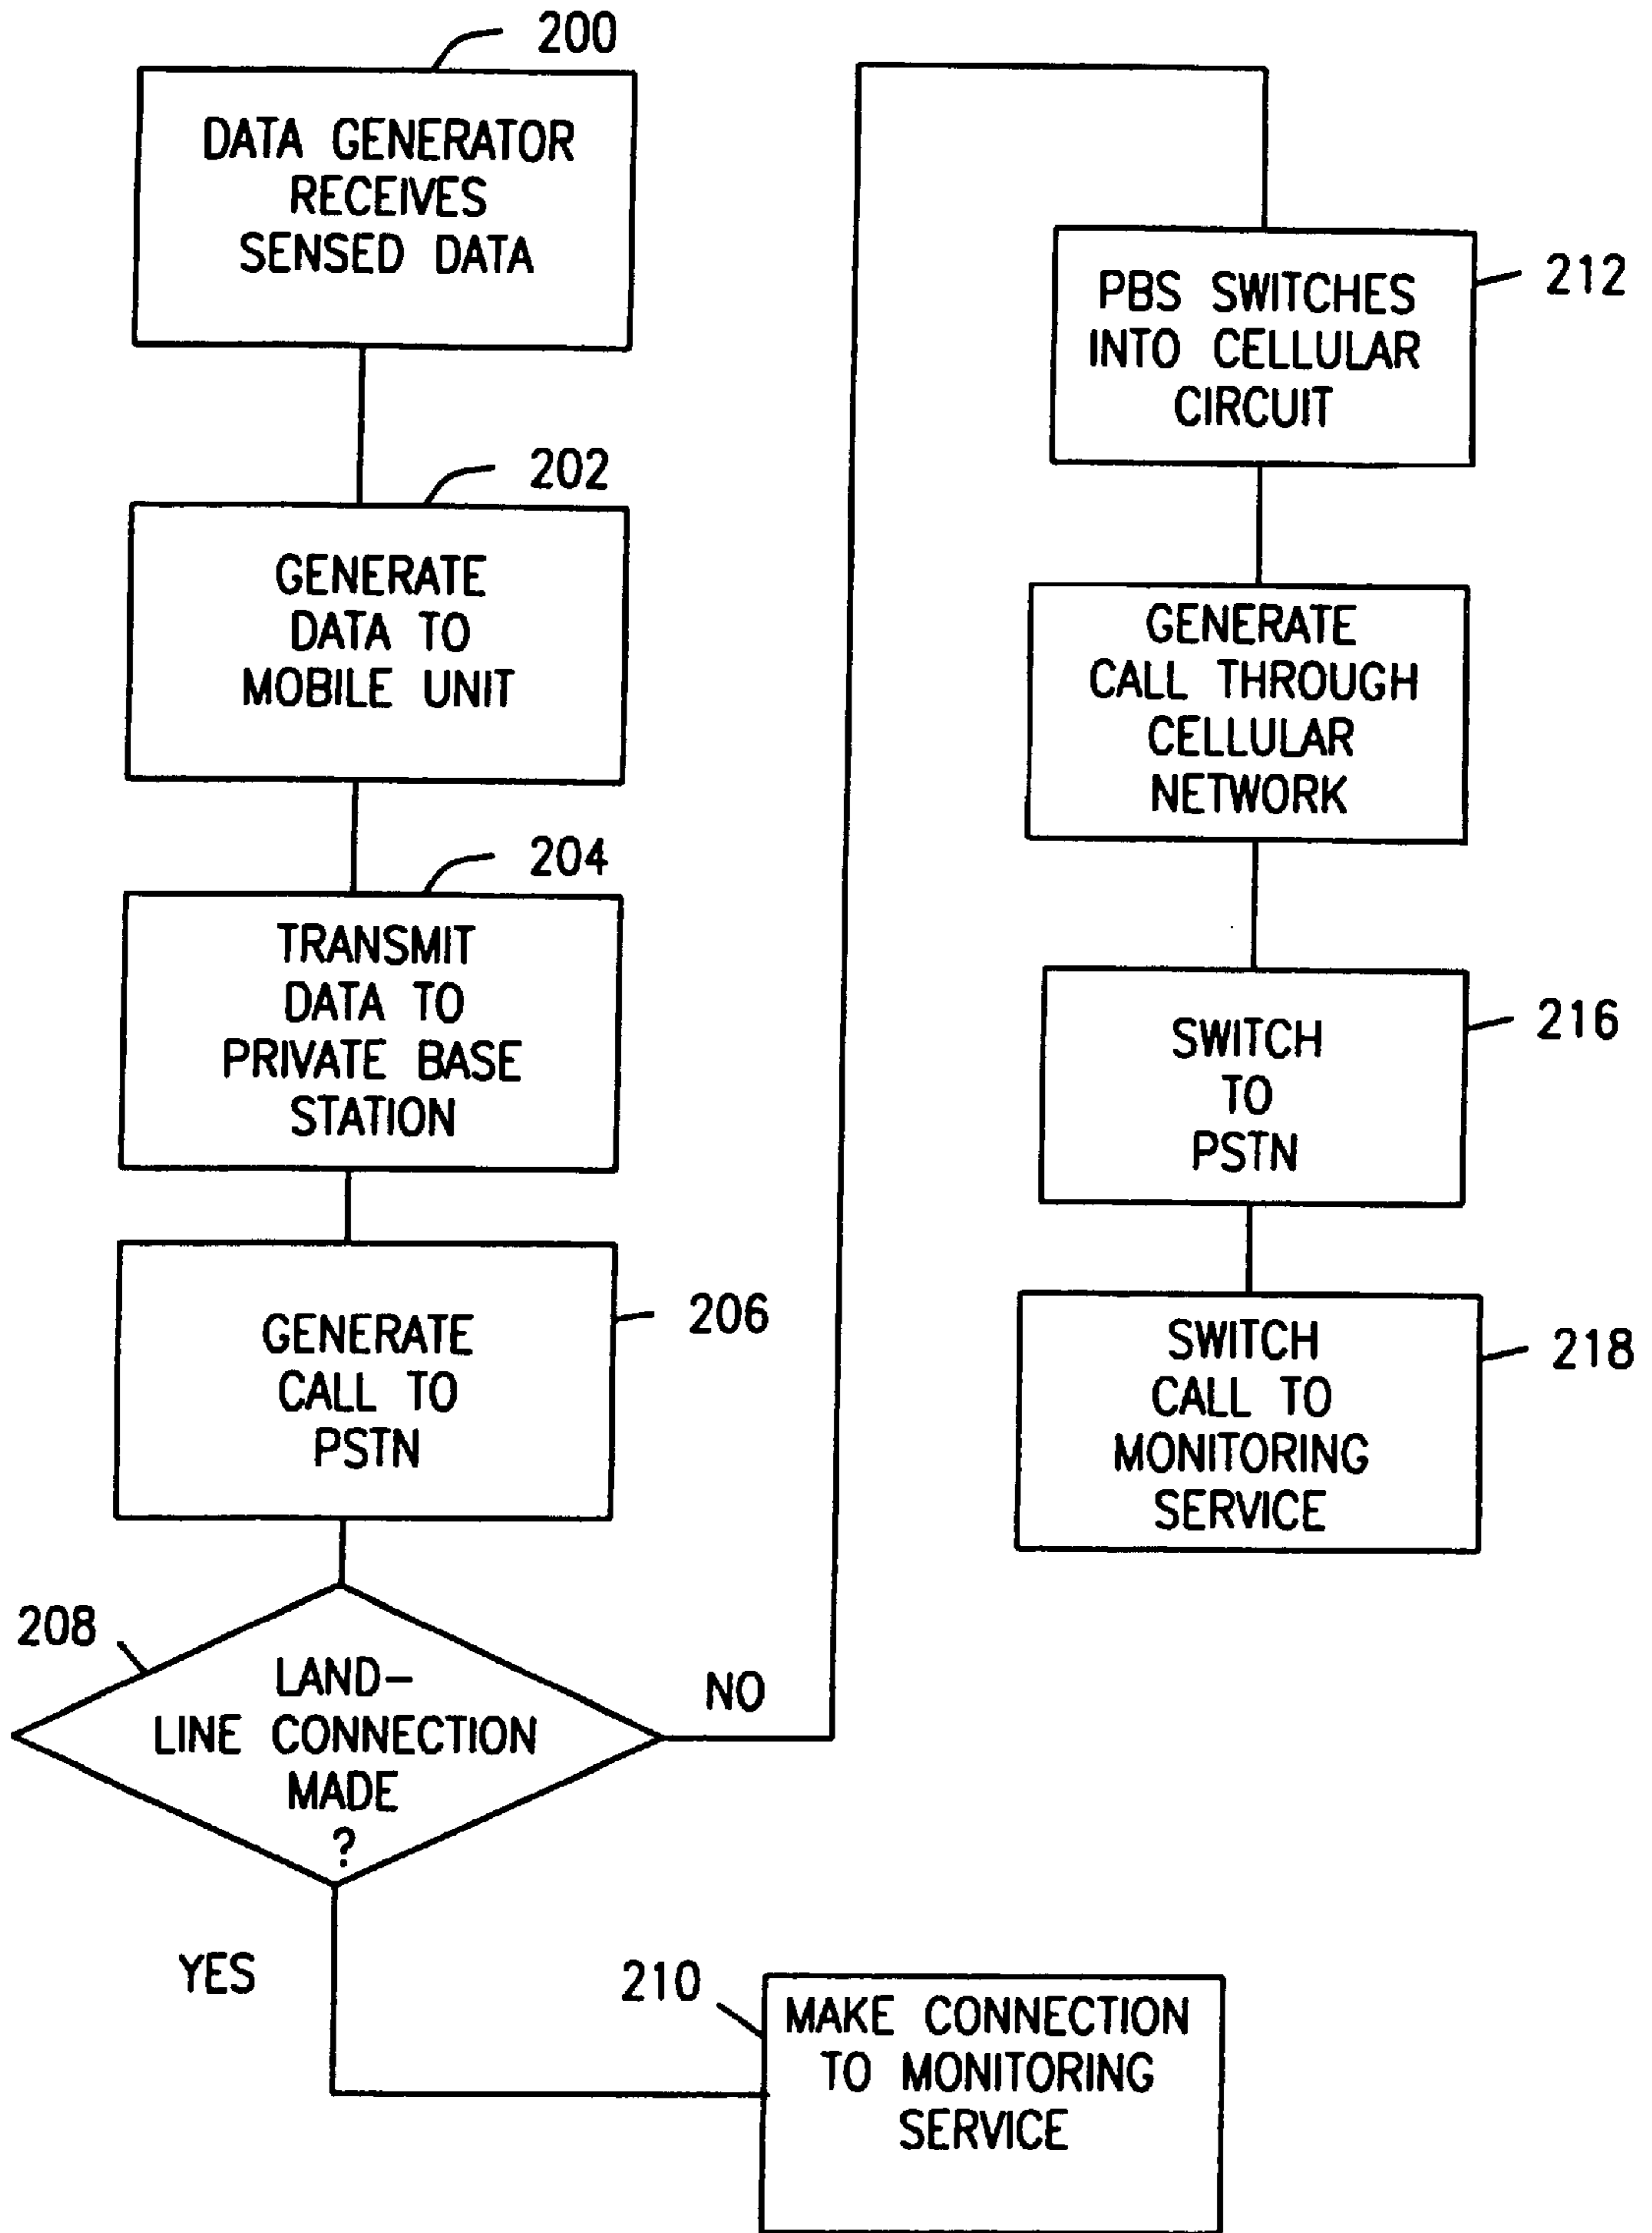 200
DATA GENERATOR
RECEIVES
SENSED DATA
202
GENERATE
DATA TO
MOBILE UNIT
204
TRANSMIT
DATA TO
PRIVATE BASE
STATION
206
GENERATE
CALL TO
PSTN
208
LAND-
LINE CONNECTION
MADE
?
NO
YES
210
MAKE CONNECTION
TO MONITORING
SERVICE
212
PBS SWITCHES
INTO CELLULAR
CIRCUIT
GENERATE
CALL THROUGH
CELLULAR
NETWORK
216
SWITCH
TO
PSTN
218
SWITCH
CALL TO
MONITORING
SERVICE